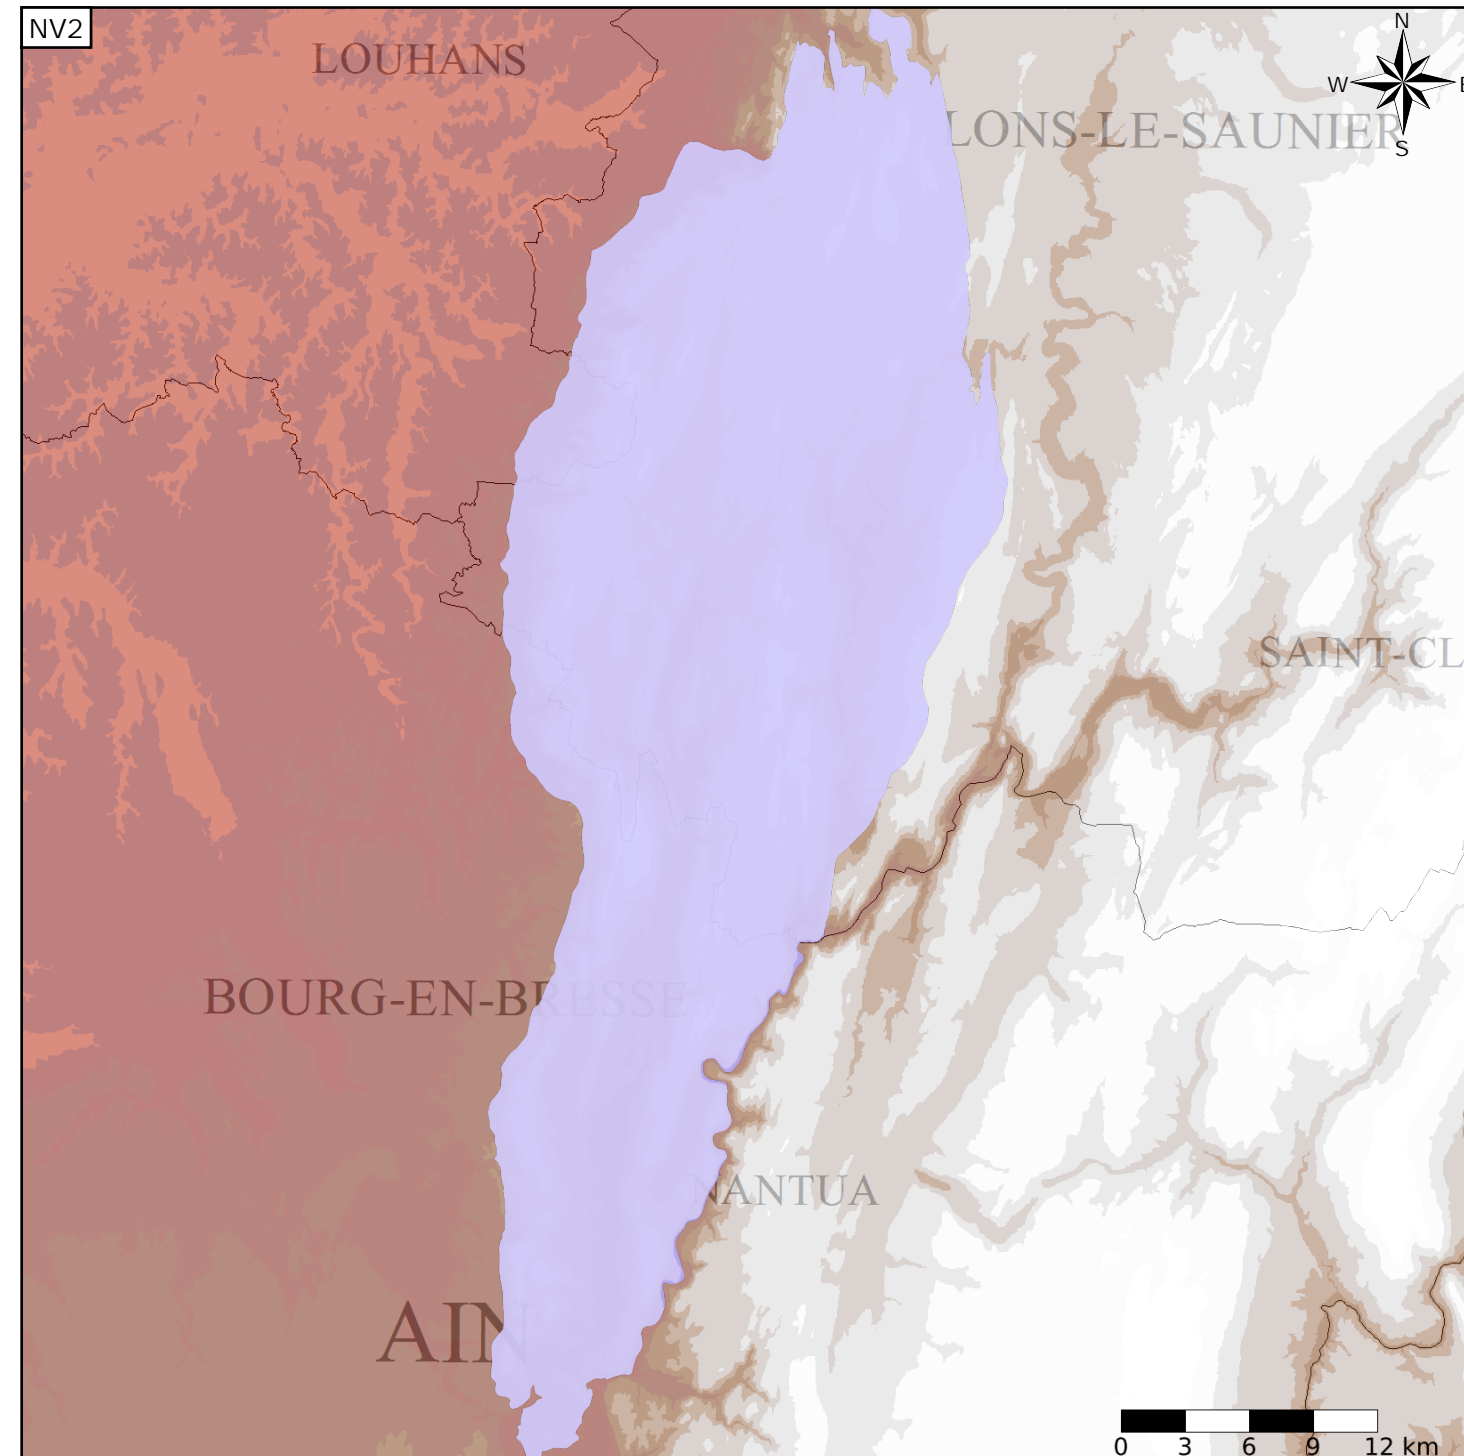 NV2
N
LOUHANS
W
E
LONS-LE-SAUNIER
S
SAINT-CL
BOURG-EN-BRESSE
NANTUA
AIN
0 3 6 9 12 km